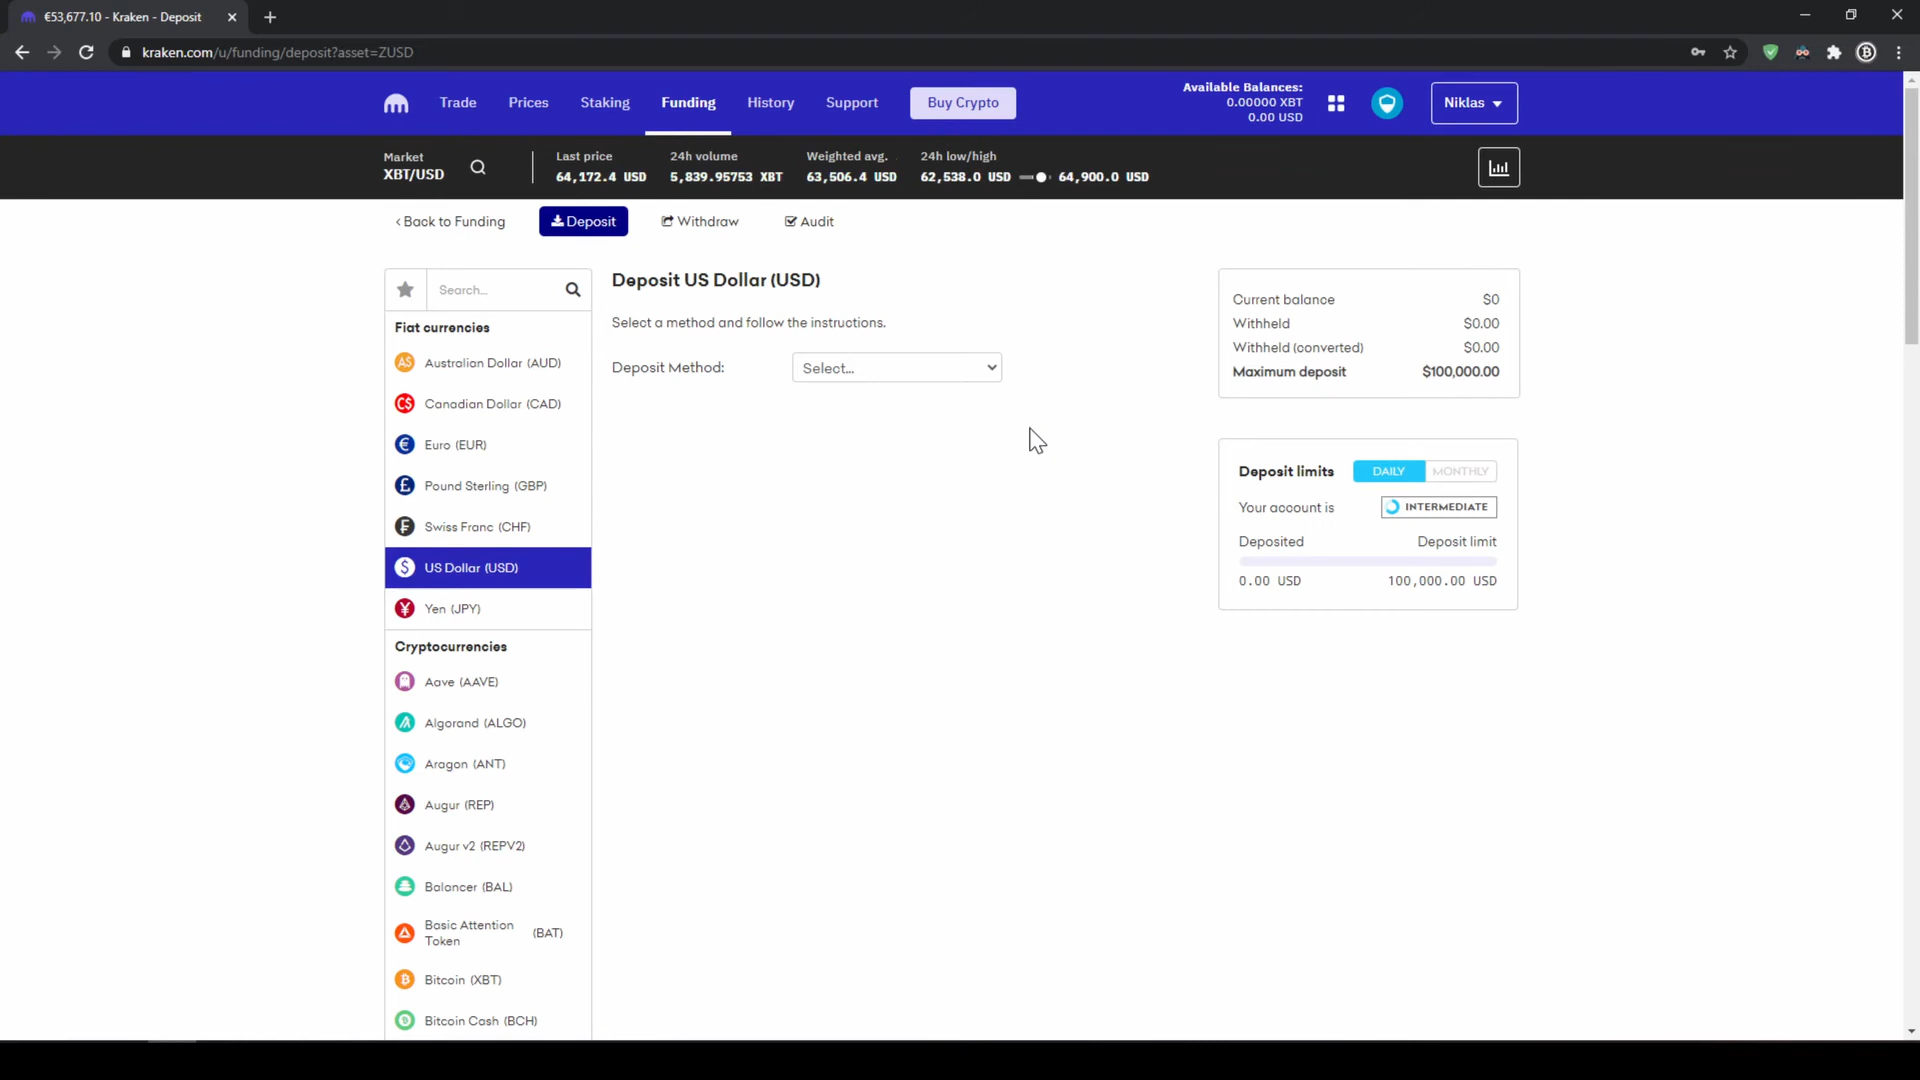 €53,677.10 - Kraken - Deposit
kraken.com/u/funding/deposit?asset=ZUSD
Trade
Prices
Staking
Funding
History
Support
Buy Crypto
Available Balances:
0.00000 XBT
0.00 USD
Niklas
Market
XBT/USD
Last price
64,172.4 USD
24h volume
5,839.95753 XBT
Weighted avg.
63,506.4 USD
24h low/high
62,538.0 USD
64,900.0 USD
Back to Funding
Deposit
Withdraw
Audit
Search...
Fiat currencies
Australian Dollar (AUD)
Canadian Dollar (CAD)
Euro (EUR)
Pound Sterling (GBP)
Swiss Franc (CHF)
US Dollar (USD)
Yen (JPY)
Cryptocurrencies
Aave (AAVE)
Algorand (ALGO)
Aragon (ANT)
Augur (REP)
Augur v2 (REPV2)
Balancer (BAL)
Basic Attention
Token
(BAT)
Bitcoin (XBT)
Bitcoin Cash (BCH)
Deposit US Dollar (USD)
Select a method and follow the instructions.
Deposit Method:
Select...
Current balance $0
Withheld $0.00
Withheld (converted) $0.00
Maximum deposit $100,000.00
Deposit limits
DAILY
MONTHLY
Your account is
INTERMEDIATE
Deposited
Deposit limit
0.00 USD
100,000.00 USD